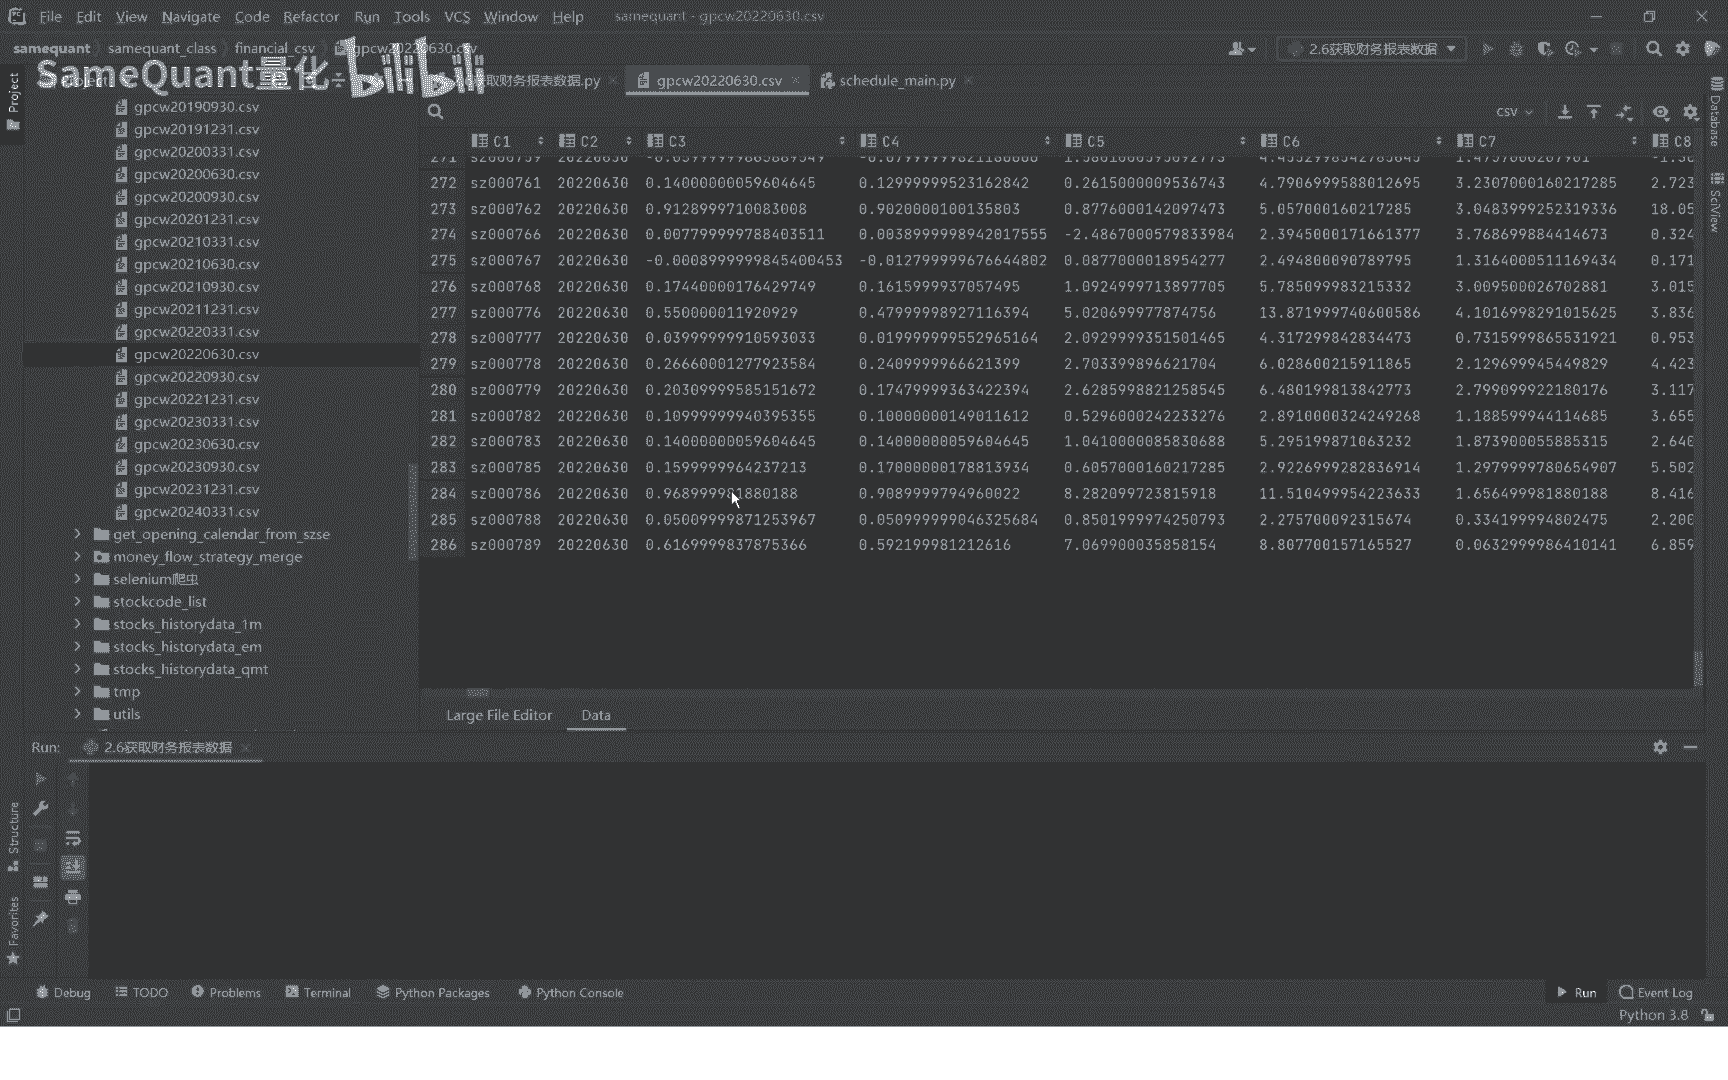 File Edit View Navigate Code Refactor Run Tools VCS Window Help samequant - gpcw20220630.csv
samequant samequant_class financial_csv gpcw20220630.csv 2.6获取财务报表数据
SameQuant量化 bilibili
取财务报表数据.py gpcw20220630.csv schedule_main.py
Project
Structure
Favorites
Database
SciView
gpcw20190930.csv
gpcw20191231.csv
gpcw20200331.csv
gpcw20200630.csv
gpcw20200930.csv
gpcw20201231.csv
gpcw20210331.csv
gpcw20210630.csv
gpcw20210930.csv
gpcw20211231.csv
gpcw20220331.csv
gpcw20220630.csv
gpcw20220930.csv
gpcw20221231.csv
gpcw20230331.csv
gpcw20230630.csv
gpcw20230930.csv
gpcw20231231.csv
gpcw20240331.csv
get_opening_calendar_from_szse
money_flow_strategy_merge
selenium爬虫
stockcode_list
stocks_historydata_1m
stocks_historydata_em
stocks_historydata_qmt
tmp
utils
CSV
C1 C2 C3 C4 C5 C6 C7 C8
272 sz000761 20220630 0.14000000059604645 0.12999999523162842 0.2615000009536743 4.7906999588012695 3.2307000160217285 2.723
273 sz000762 20220630 0.9128999710083008 0.9020000100135803 0.8776000142097473 5.057000160217285 3.0483999252319336 18.05
274 sz000766 20220630 0.007799999788403511 0.0038999998942017555 -2.4867000579833984 2.3945000171661377 3.768699884414673 0.324
275 sz000767 20220630 -0.0008999999845400453 -0.012799999676644802 0.0877000018954277 2.494800090789795 1.3164000511169434 0.171
276 sz000768 20220630 0.17440000176429749 0.1615999937057495 1.0924999713897705 5.785099983215332 3.009500026702881 3.015
277 sz000776 20220630 0.550000011920929 0.47999998927116394 5.020699977874756 13.871999740600586 4.1016998291015625 3.836
278 sz000777 20220630 0.03999999910593033 0.019999999552965164 2.0929999351501465 4.317299842834473 0.7315999865531921 0.953
279 sz000778 20220630 0.266600012779​23584 0.2409999966621399 2.703399896621704 6.028600215911865 2.129699945449829 4.423
280 sz000779 20220630 0.20309999585151672 0.17479999363422394 2.6285998821258545 6.480199813842773 2.799099922180176 3.117
281 sz000782 20220630 0.10999999940395355 0.10000000149011612 0.5296000242233276 2.8910000324249268 1.188599944114685 3.655
282 sz000783 20220630 0.14000000059604645 0.14000000059604645 1.0410000085830688 5.295199871063232 1.873900055885315 2.640
283 sz000785 20220630 0.1599999964237213 0.17000000178813934 0.6057000160217285 2.9226999282836914 1.2979999780654907 5.502
284 sz000786 20220630 0.968999981880188 0.9089999794960022 8.282099723815918 11.510499954223633 1.656499981880188 8.416
285 sz000788 20220630 0.05009999871253967 0.050999999046325684 0.8501999974250793 2.275700092315674 0.334199994802475 2.200
286 sz000789 20220630 0.6169999837875366 0.592199981212616 7.069900035858154 8.807700157165527 0.0632999986410141 6.859
Large File Editor Data
Run: 2.6获取财务报表数据
Debug TODO Problems Terminal Python Packages Python Console Run Event Log
Python 3.8